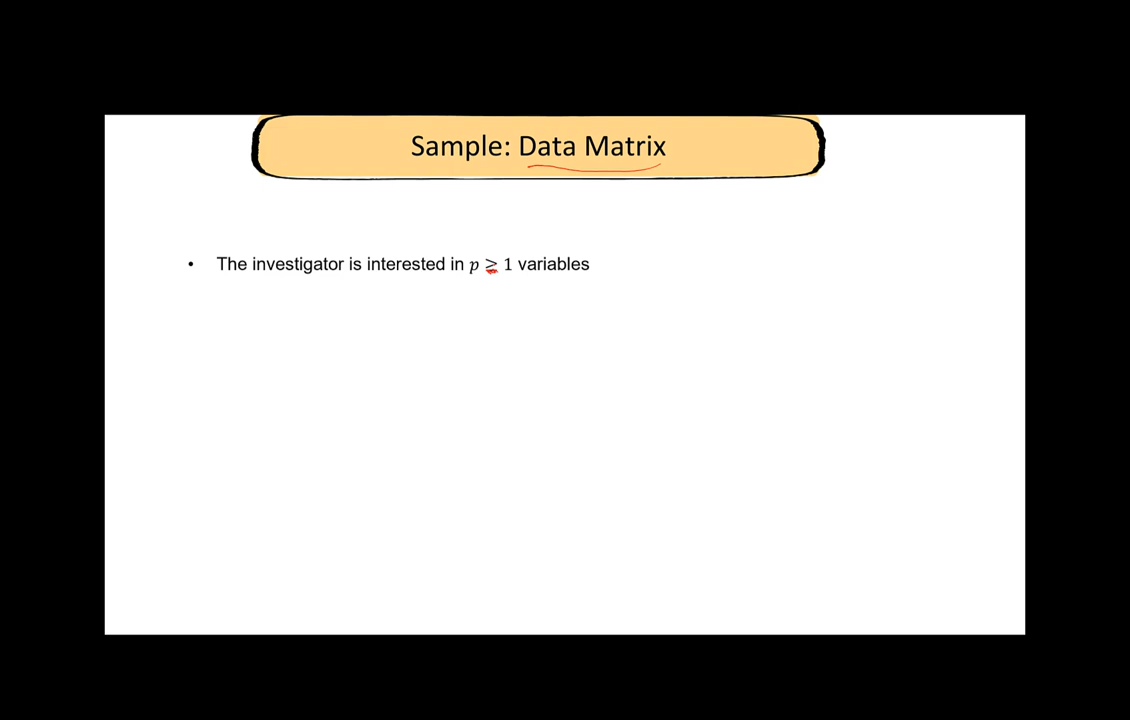 Sample: Data Matrix
• The investigator is interested in p ≥ 1 variables